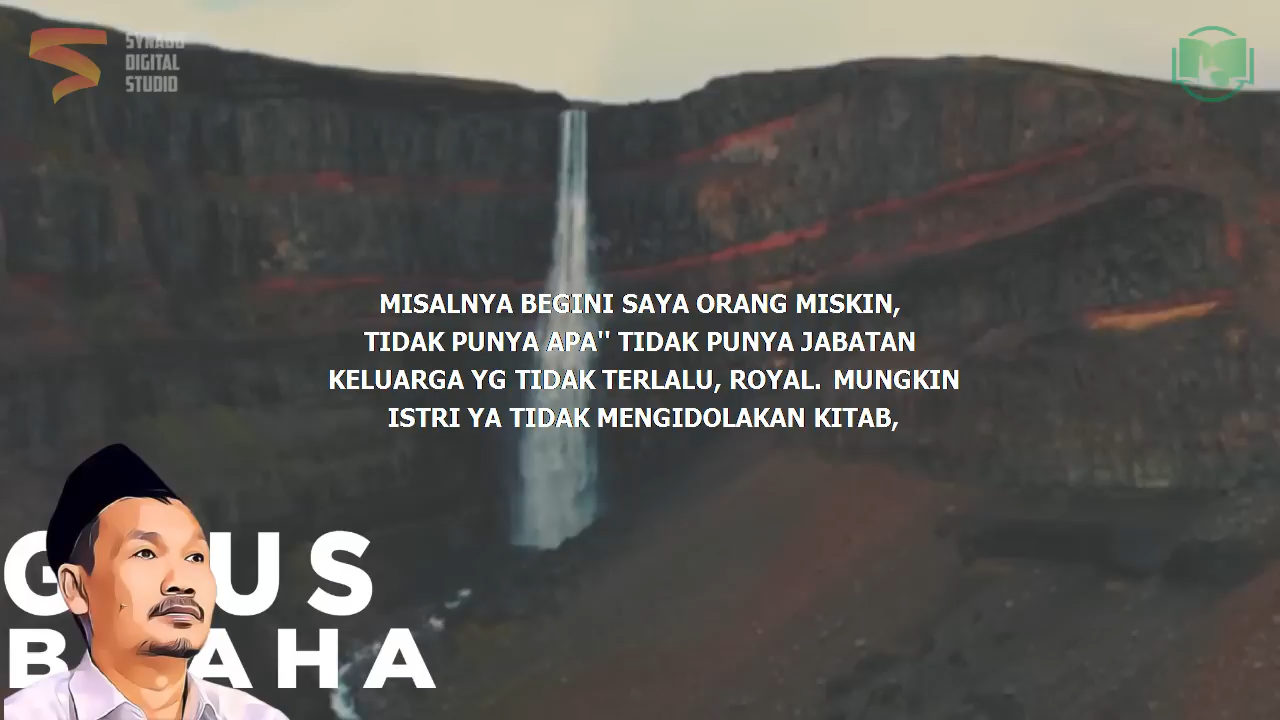 SYNADD
DIGITAL
STUDIO
MISALNYA BEGINI SAYA ORANG MISKIN,
TIDAK PUNYA APA" TIDAK PUNYA JABATAN
KELUARGA YG TIDAK TERLALU, ROYAL. MUNGKIN
ISTRI YA TIDAK MENGIDOLAKAN KITAB,
GUS
BAHA